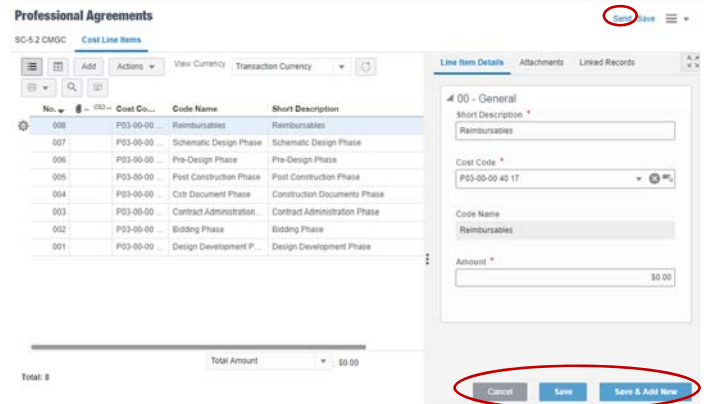 Professional Agreements
Send Save
SC-5.2 CMGC Cost Line Items
Add Actions View Currency Transaction Currency
No. Cost Co... Code Name Short Description
008 P03-00-00 ... Reimbursables Reimbursables
007 P03-00-00 ... Schematic Design Phase Schematic Design Phase
006 P03-00-00 ... Pre-Design Phase Pre-Design Phase
005 P03-00-00 ... Post Construction Phase Post Construction Phase
004 P03-00-00 ... Cstr Document Phase Construction Documents Phase
003 P03-00-00 ... Contract Administration... Contract Administration Phase
002 P03-00-00 ... Bidding Phase Bidding Phase
001 P03-00-00 ... Design Development P... Design Development Phase
Total Amount : $0.00
Total: 8
Line Item Details Attachments Linked Records
00 - General
Short Description *
Reimbursables
Cost Code *
P03-00-00 40 17
Code Name
Reimbursables
Amount *
$0.00
Cancel Save Save & Add New